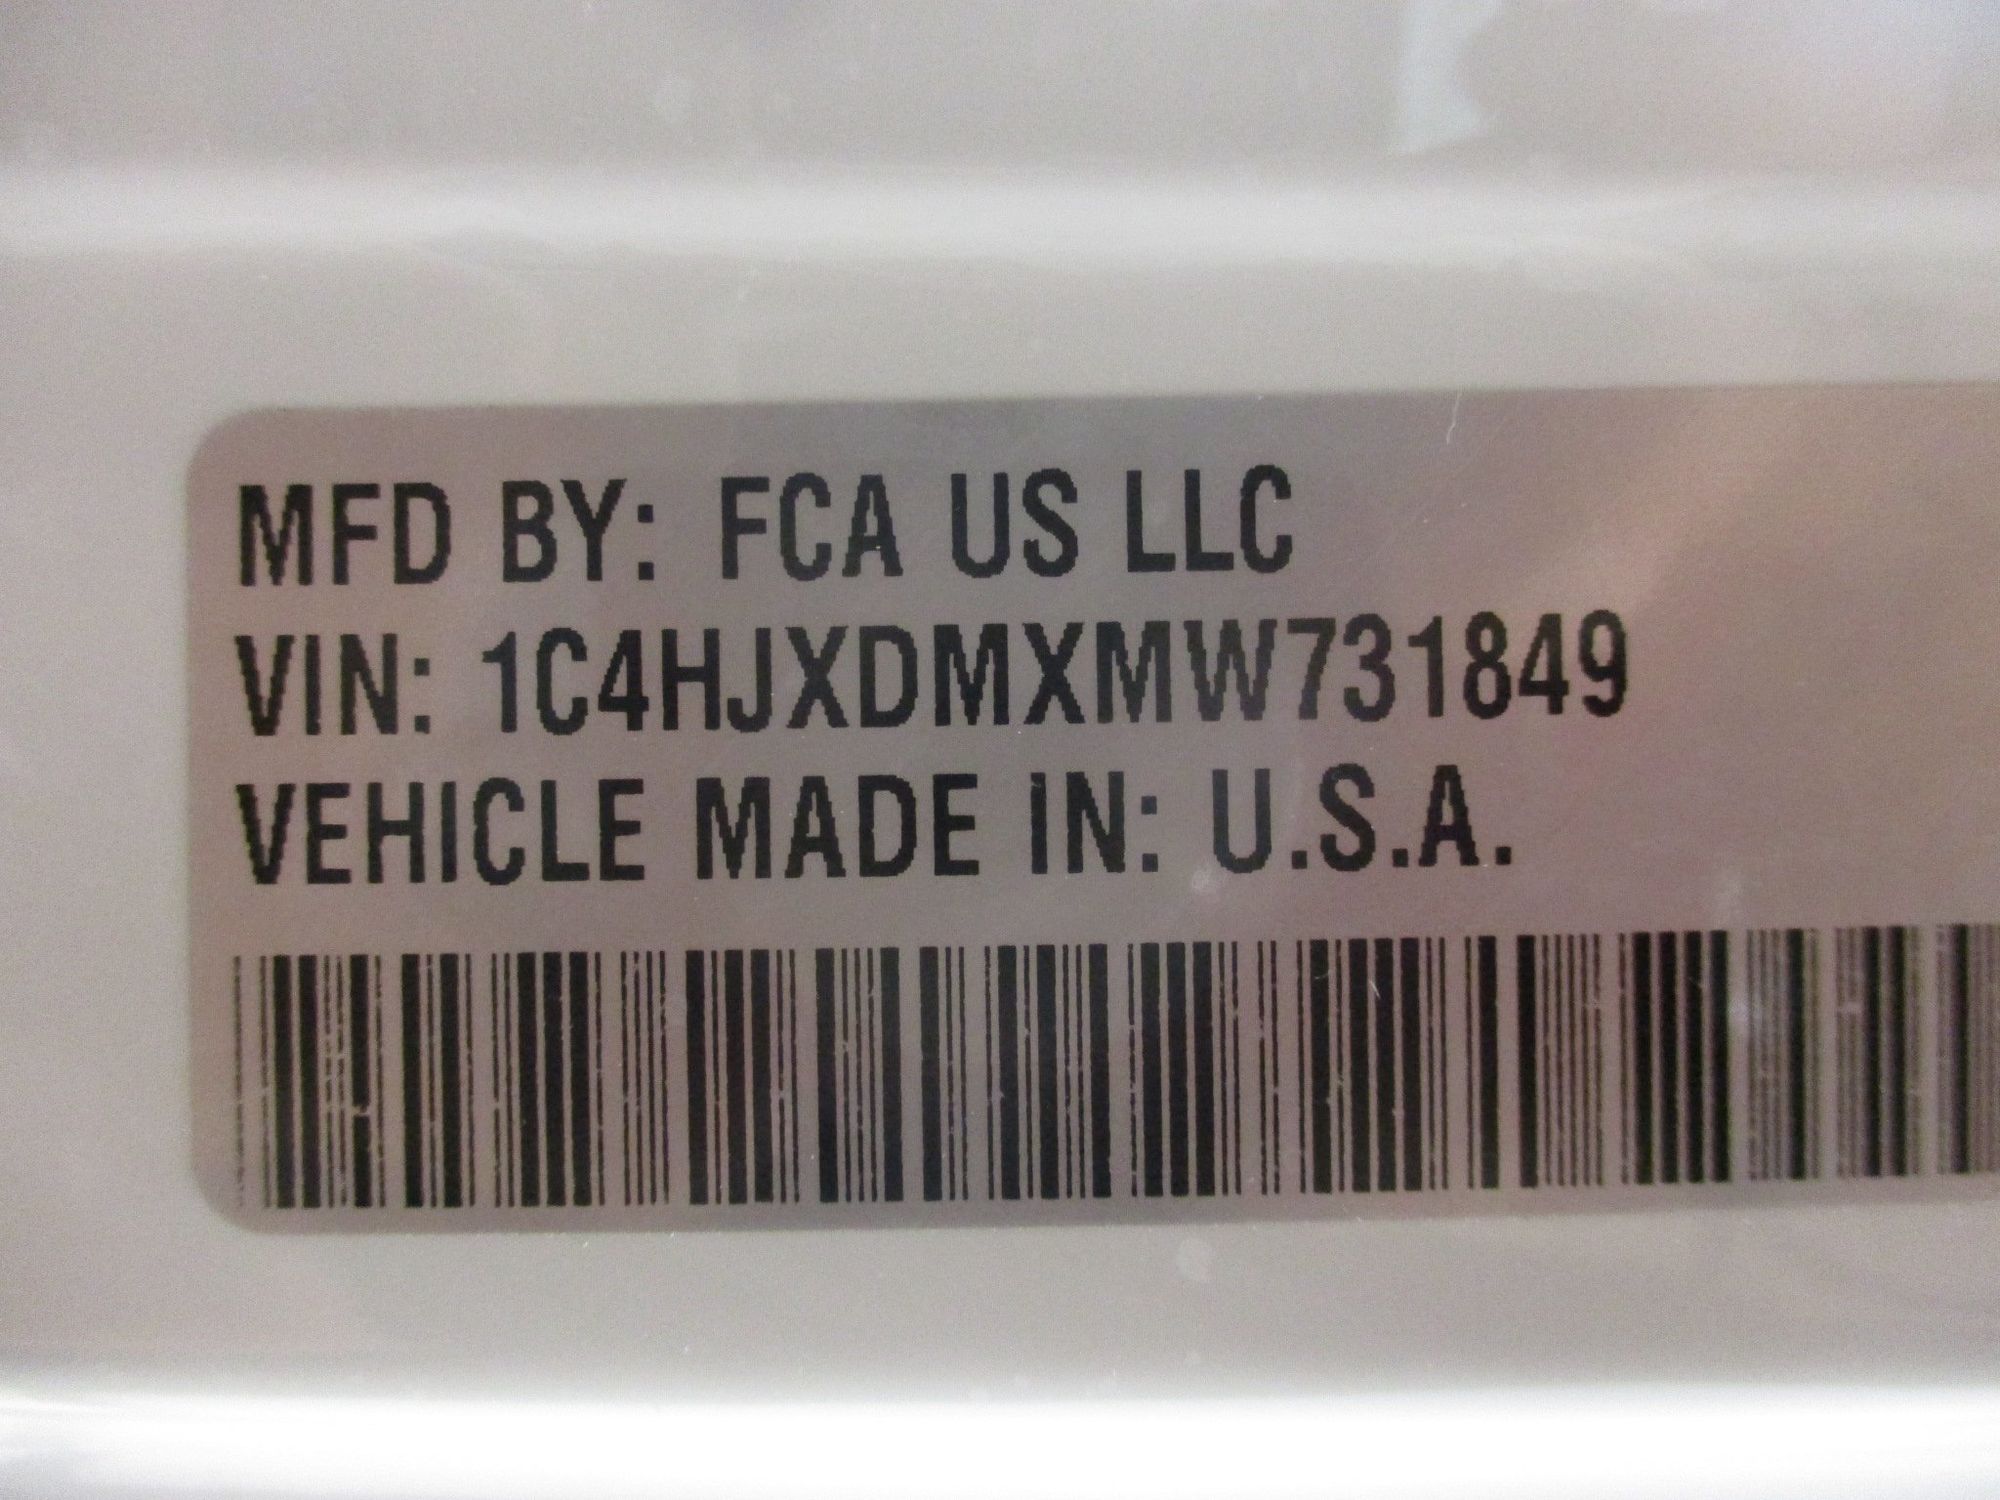 MFD BY: FCA US LLC
VIN: 1C4HJXDMXMW731849
VEHICLE MADE IN: U.S.A.